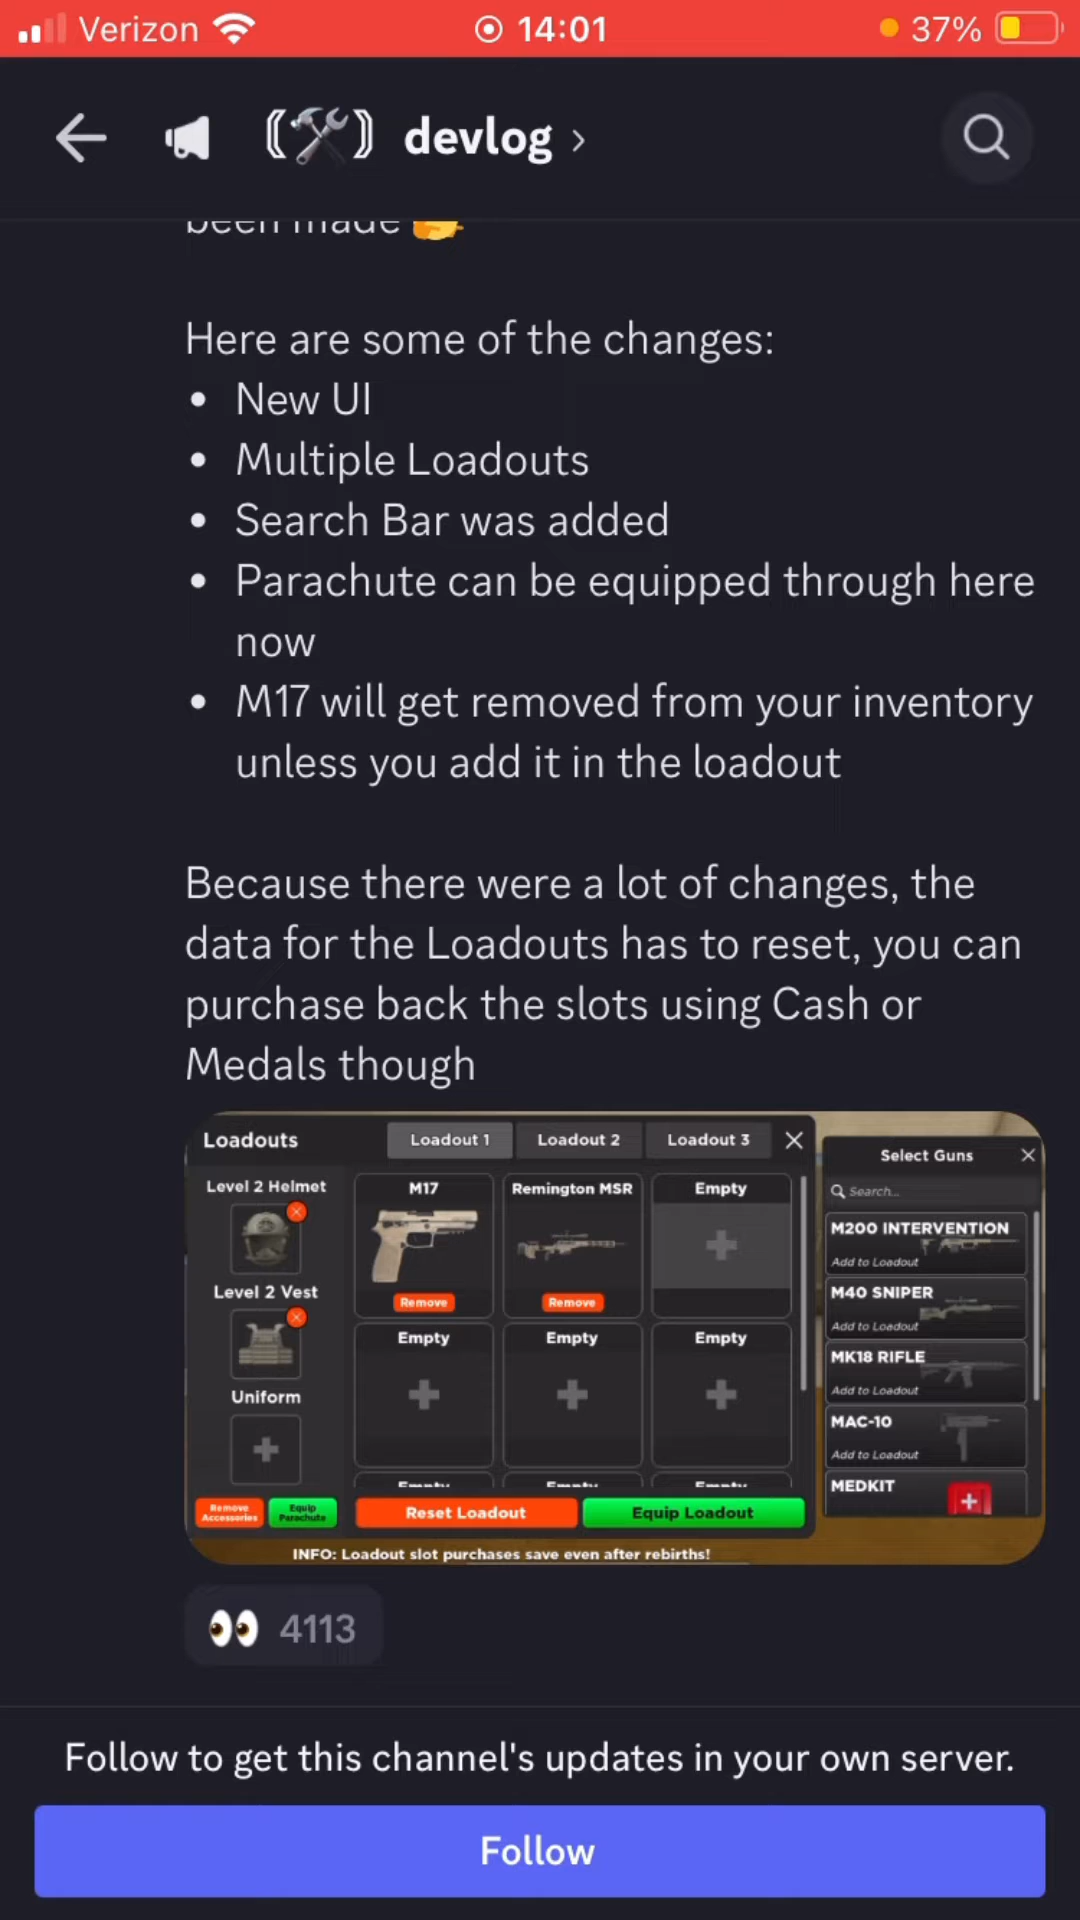 Verizon 14:01 37%
devlog
been made
Here are some of the changes:
• New UI
• Multiple Loadouts
• Search Bar was added
• Parachute can be equipped through here
now
• M17 will get removed from your inventory
unless you add it in the loadout
Because there were a lot of changes, the
data for the Loadouts has to reset, you can
purchase back the slots using Cash or
Medals though
Loadouts
Loadout 1
Loadout 2
Loadout 3
Level 2 Helmet
Level 2 Vest
Uniform
Remove
Accessories
Equip
Parachute
M17
Remove
Remington MSR
Remove
Empty
Empty
Empty
Empty
Empty
Empty
Empty
Reset Loadout
Equip Loadout
Select Guns
Search...
M200 INTERVENTION
Add to Loadout
M40 SNIPER
Add to Loadout
MK18 RIFLE
Add to Loadout
MAC-10
Add to Loadout
MEDKIT
INFO: Loadout slot purchases save even after rebirths!
4113
Follow to get this channel's updates in your own server.
Follow